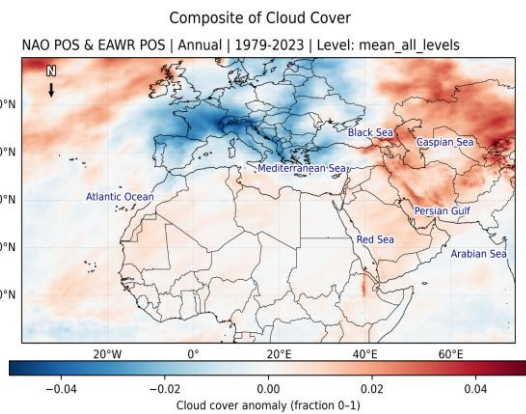 Composite of Cloud Cover
NAO POS & EAWR POS | Annual | 1979-2023 | Level: mean_all_levels
N
°N
Black Sea
Caspian Sea
°N
Mediterranean Sea
Atlantic Ocean
°N
Persian Gulf
Red Sea
°N
Arabian Sea
°N
20°W 0° 20°E 40°E 60°E
−0.04 −0.02 0.00 0.02 0.04
Cloud cover anomaly (fraction 0–1)